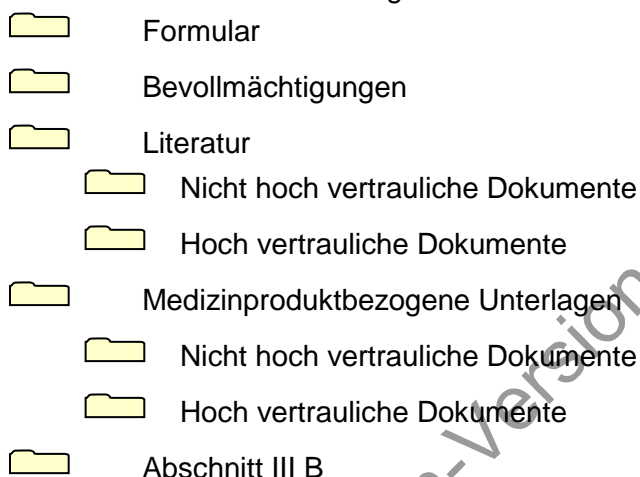 Formular
Bevollmächtigungen
Literatur
Nicht hoch vertrauliche Dokumente
Hoch vertrauliche Dokumente
Medizinproduktbezogene Unterlagen
Nicht hoch vertrauliche Dokumente
Hoch vertrauliche Dokumente
Abschnitt III B